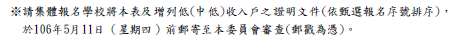 ※請集體報名學校將本表及增列低(中低)收入戶之證明文件(依甄選報名序號排序)，
於106年5月11日（星期四）前郵寄至本委員會審查(郵戳為憑)。